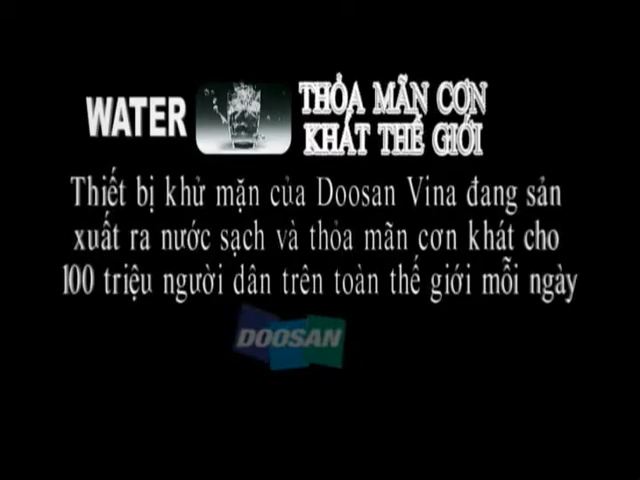 WATER
THỎA MÃN CƠN
KHÁT THẾ GIỚI
Thiết bị khử mặn của Doosan Vina đang sản
xuất ra nước sạch và thỏa mãn cơn khát cho
100 triệu người dân trên toàn thế giới mỗi ngày
DOOSAN